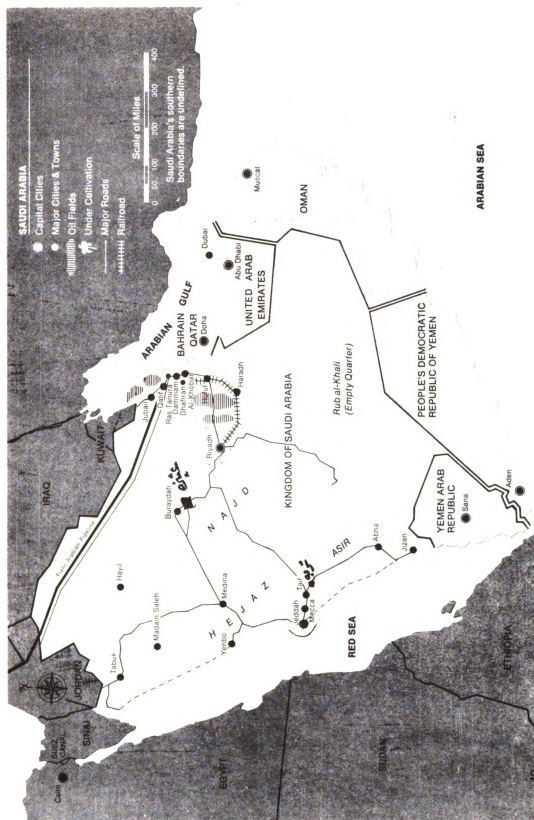 SAUDI ARABIA
Capital Cities
Major Cities & Towns
Oil Fields
Under Cultivation
Major Roads
Railroad
Scale of Miles
0 50 100 200 300 400
Saudi Arabia's southern
boundaries are undefined.
N
Cairo
SUEZ
CANAL
SINAI
JORDAN
IRAQ
KUWAIT
Trans Arabian Pipeline
ARABIAN GULF
BAHRAIN
QATAR
Doha
Dubai
Abu Dhabi
UNITED ARAB
EMIRATES
Muscat
OMAN
ARABIAN SEA
Tabuk
Madain Saleh
Hayil
Buraydah
Jubail
Qatif
Ras Tanura
Dammam
Dhahran
Al-Khobar
Hofuf
Haradh
Riyadh
Medina
Yenbo
NAJD
HEJAZ
KINGDOM OF SAUDI ARABIA
Rub al-Khali
(Empty Quarter)
Jeddah
Mecca
Taif
ASIR
Abha
Jizan
RED SEA
EGYPT
SUDAN
ETHIOPIA
YEMEN ARAB
REPUBLIC
Sana
Aden
PEOPLE'S DEMOCRATIC
REPUBLIC OF YEMEN